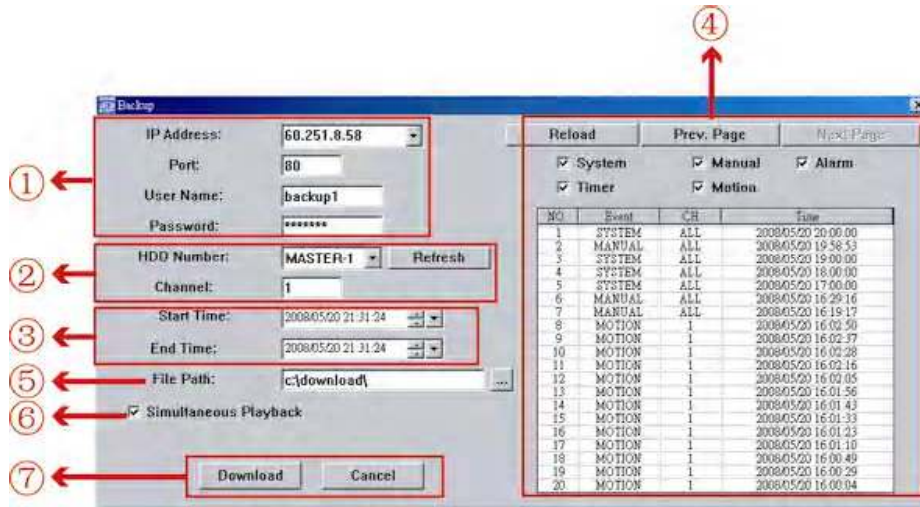 ④
Backup
IP Address: 60.251.8.58
Port: 80
User Name: backup1
Password: *******
①
HDD Number: MASTER-1 Refresh
Channel: 1
②
Start Time: 2008/05/20 21:31:24
End Time: 2008/05/20 21:31:24
③
⑤ File Path: c:\download\ ...
⑥ Simultaneous Playback
⑦ Download Cancel
Reload Prev. Page Next Page
System Manual Alarm
Timer Motion
NO. Event CH Time
1 SYSTEM ALL 2008/05/20 20:00:00
2 MANUAL ALL 2008/05/20 19:58:53
3 SYSTEM ALL 2008/05/20 19:00:00
4 SYSTEM ALL 2008/05/20 18:00:00
5 SYSTEM ALL 2008/05/20 17:00:00
6 MANUAL ALL 2008/05/20 16:29:16
7 MANUAL ALL 2008/05/20 16:19:17
8 MOTION 1 2008/05/20 16:02:50
9 MOTION 1 2008/05/20 16:02:37
10 MOTION 1 2008/05/20 16:02:28
11 MOTION 1 2008/05/20 16:02:16
12 MOTION 1 2008/05/20 16:02:05
13 MOTION 1 2008/05/20 16:01:56
14 MOTION 1 2008/05/20 16:01:43
15 MOTION 1 2008/05/20 16:01:33
16 MOTION 1 2008/05/20 16:01:23
17 MOTION 1 2008/05/20 16:01:10
18 MOTION 1 2008/05/20 16:00:49
19 MOTION 1 2008/05/20 16:00:29
20 MOTION 1 2008/05/20 16:00:04